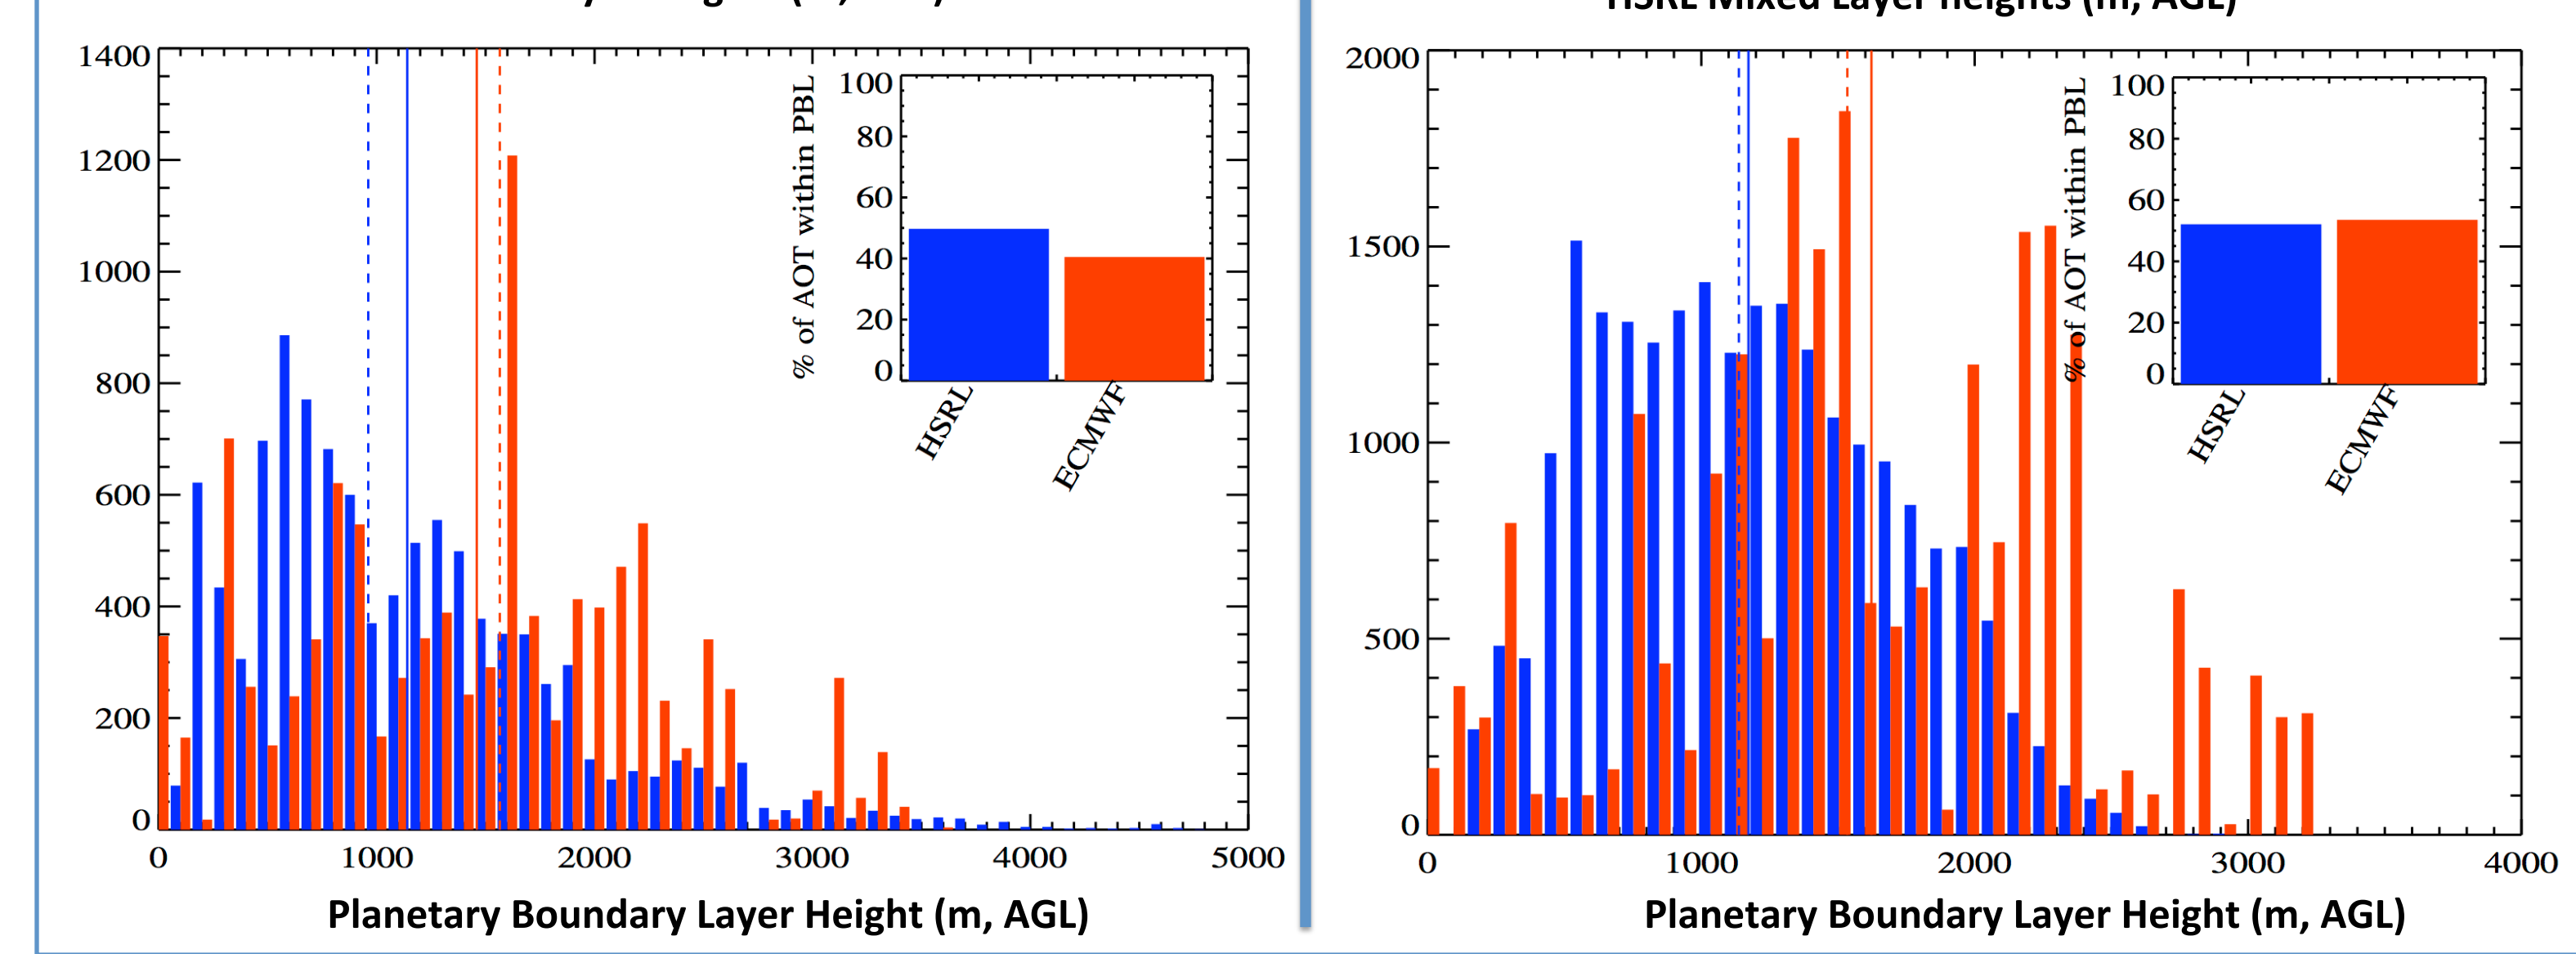 HSRL Mixed Layer heights (m, AGL)
1400
1200
1000
800
600
400
200
0
0 1000 2000 3000 4000 5000
Planetary Boundary Layer Height (m, AGL)
% of AOT within PBL
100
80
60
40
20
0
HSRL
ECMWF
2000
1500
1000
500
0
0 1000 2000 3000 4000
Planetary Boundary Layer Height (m, AGL)
% of AOT within PBL
100
80
60
40
20
0
HSRL
ECMWF